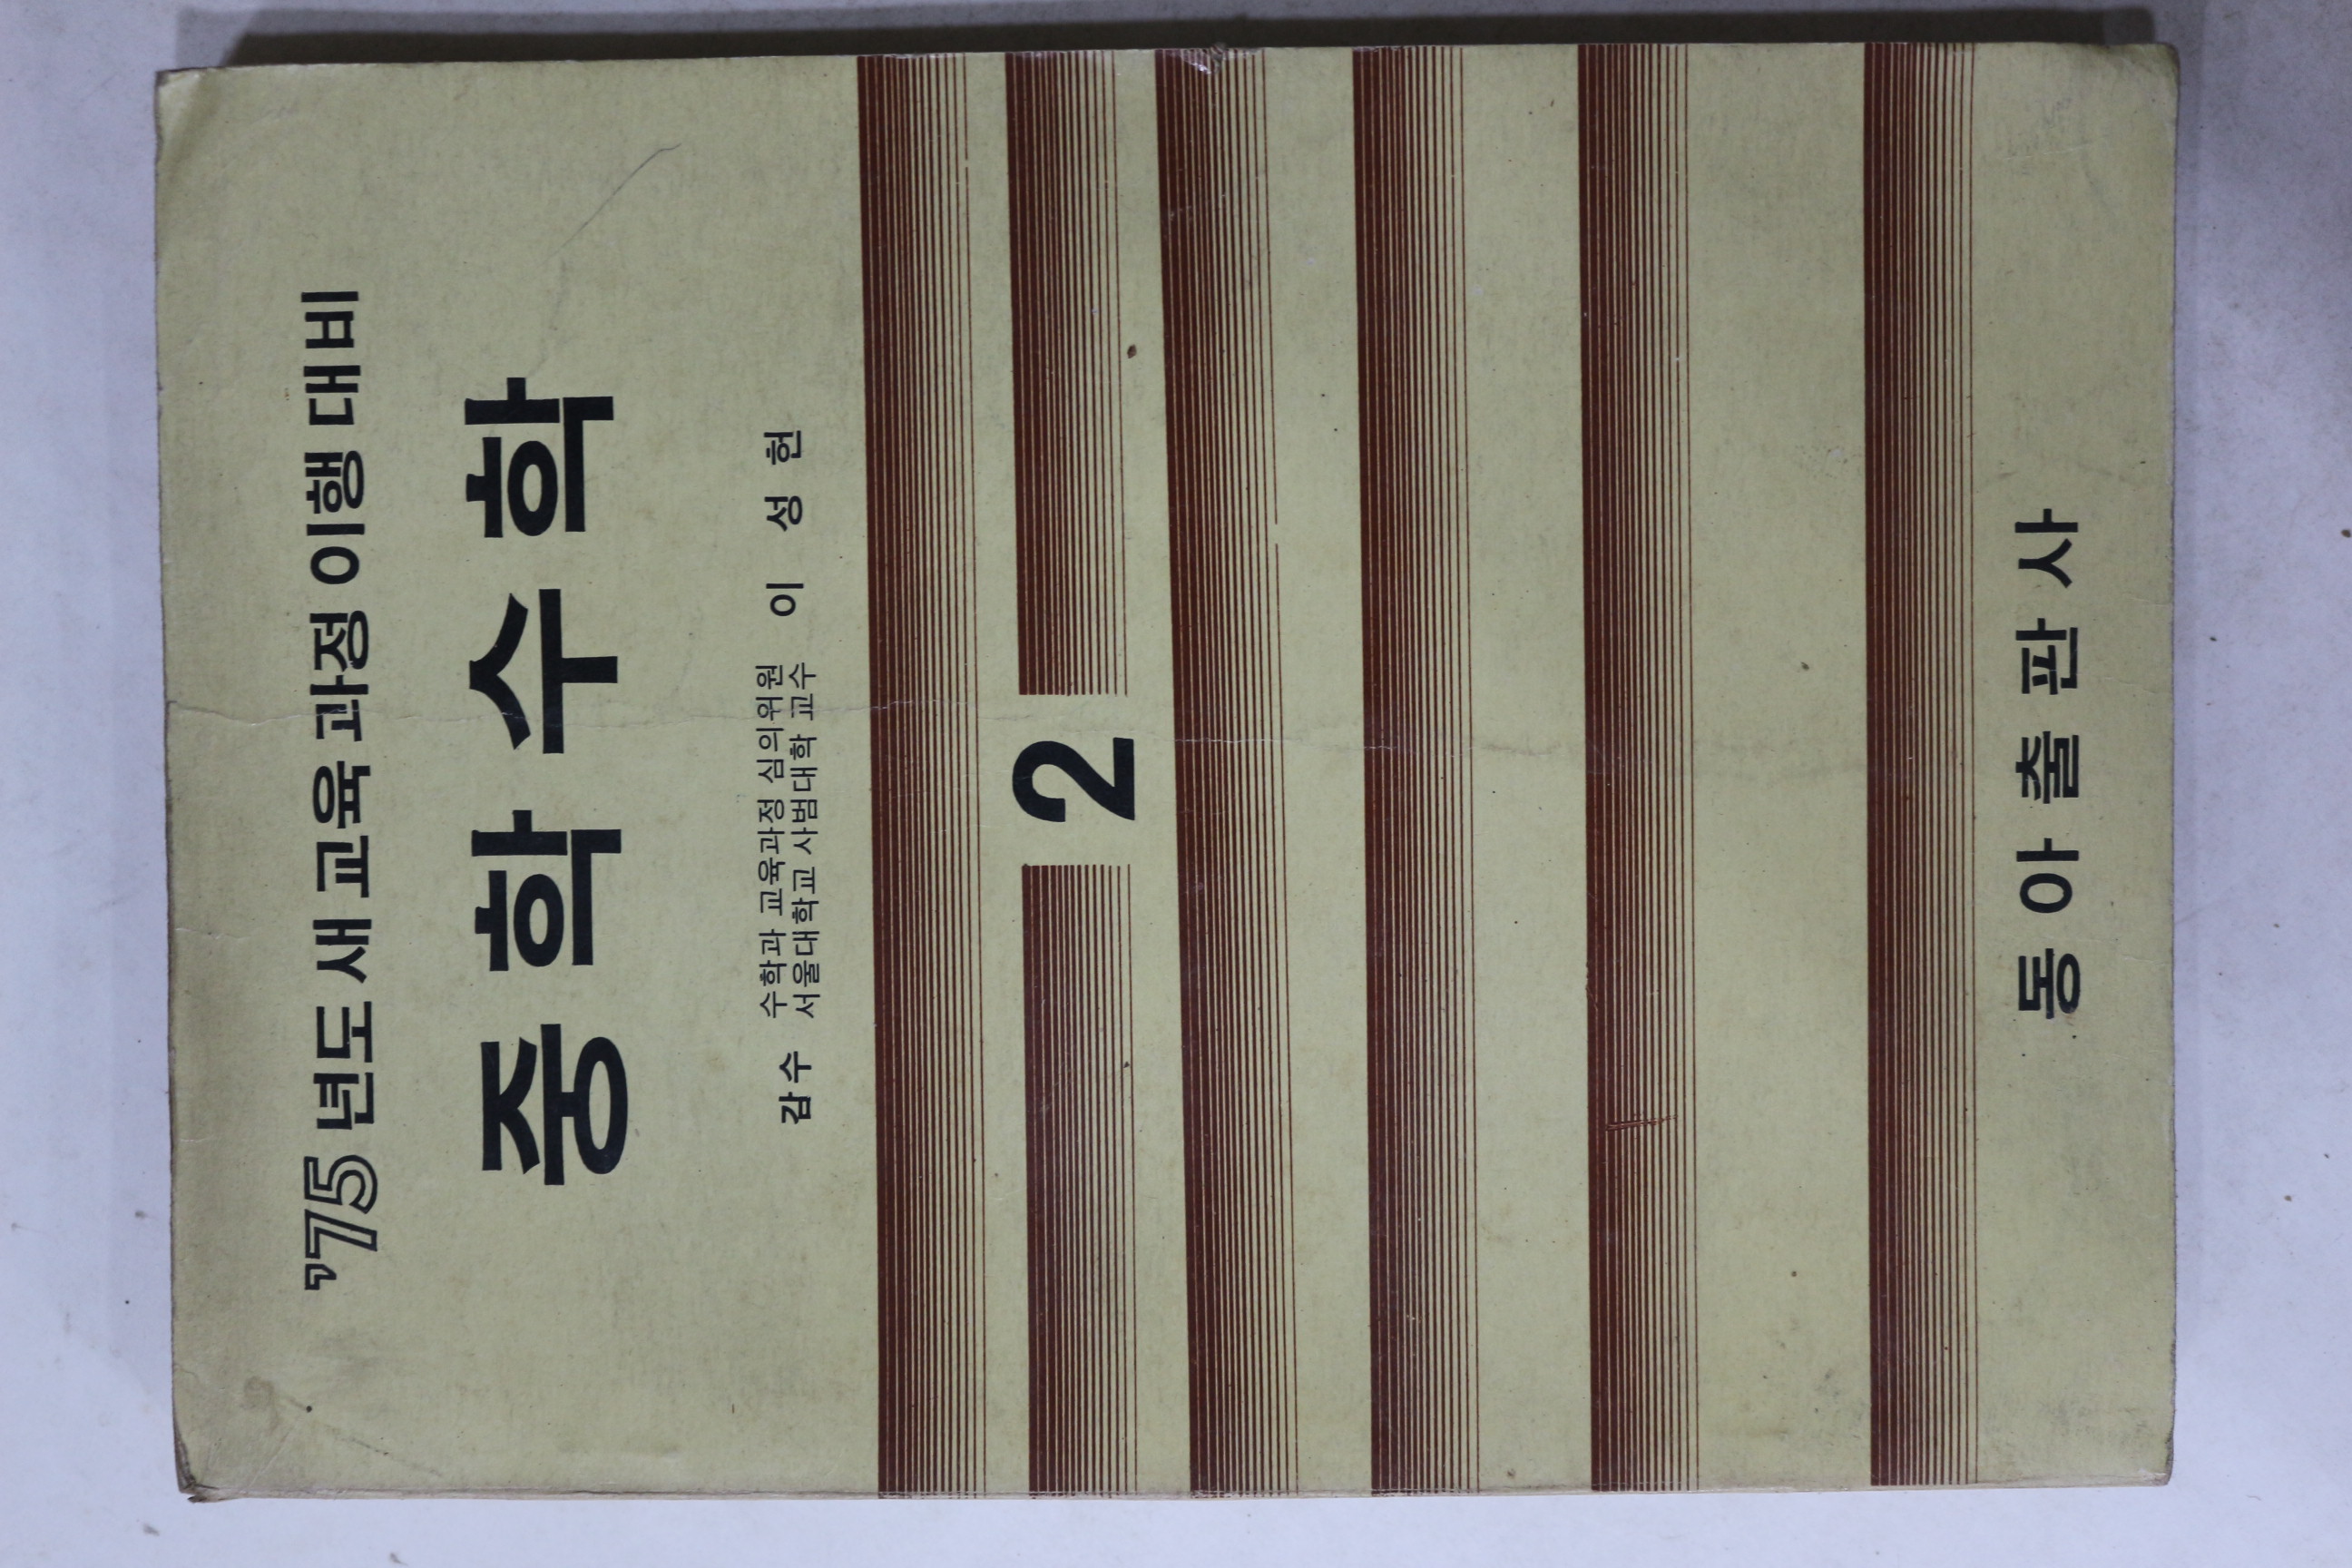 '75년도 새 교육 과정 이행 대비
중학수학
감수 수학과 교육과정 심의위원 서울대학교 사범대학 교수 이성헌
2
동아출판사